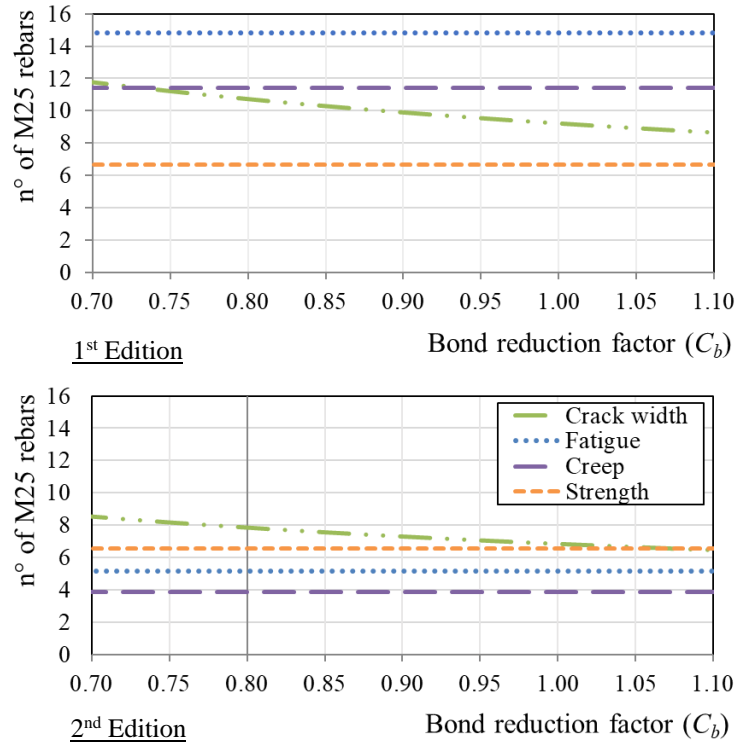 16
14
12
10
8
6
4
2
0
n° of M25 rebars
0.70 0.75 0.80 0.85 0.90 0.95 1.00 1.05 1.10
1st Edition
Bond reduction factor (Cb)
16
14
12
10
8
6
4
2
0
n° of M25 rebars
Crack width
Fatigue
Creep
Strength
0.70 0.75 0.80 0.85 0.90 0.95 1.00 1.05 1.10
2nd Edition
Bond reduction factor (Cb)